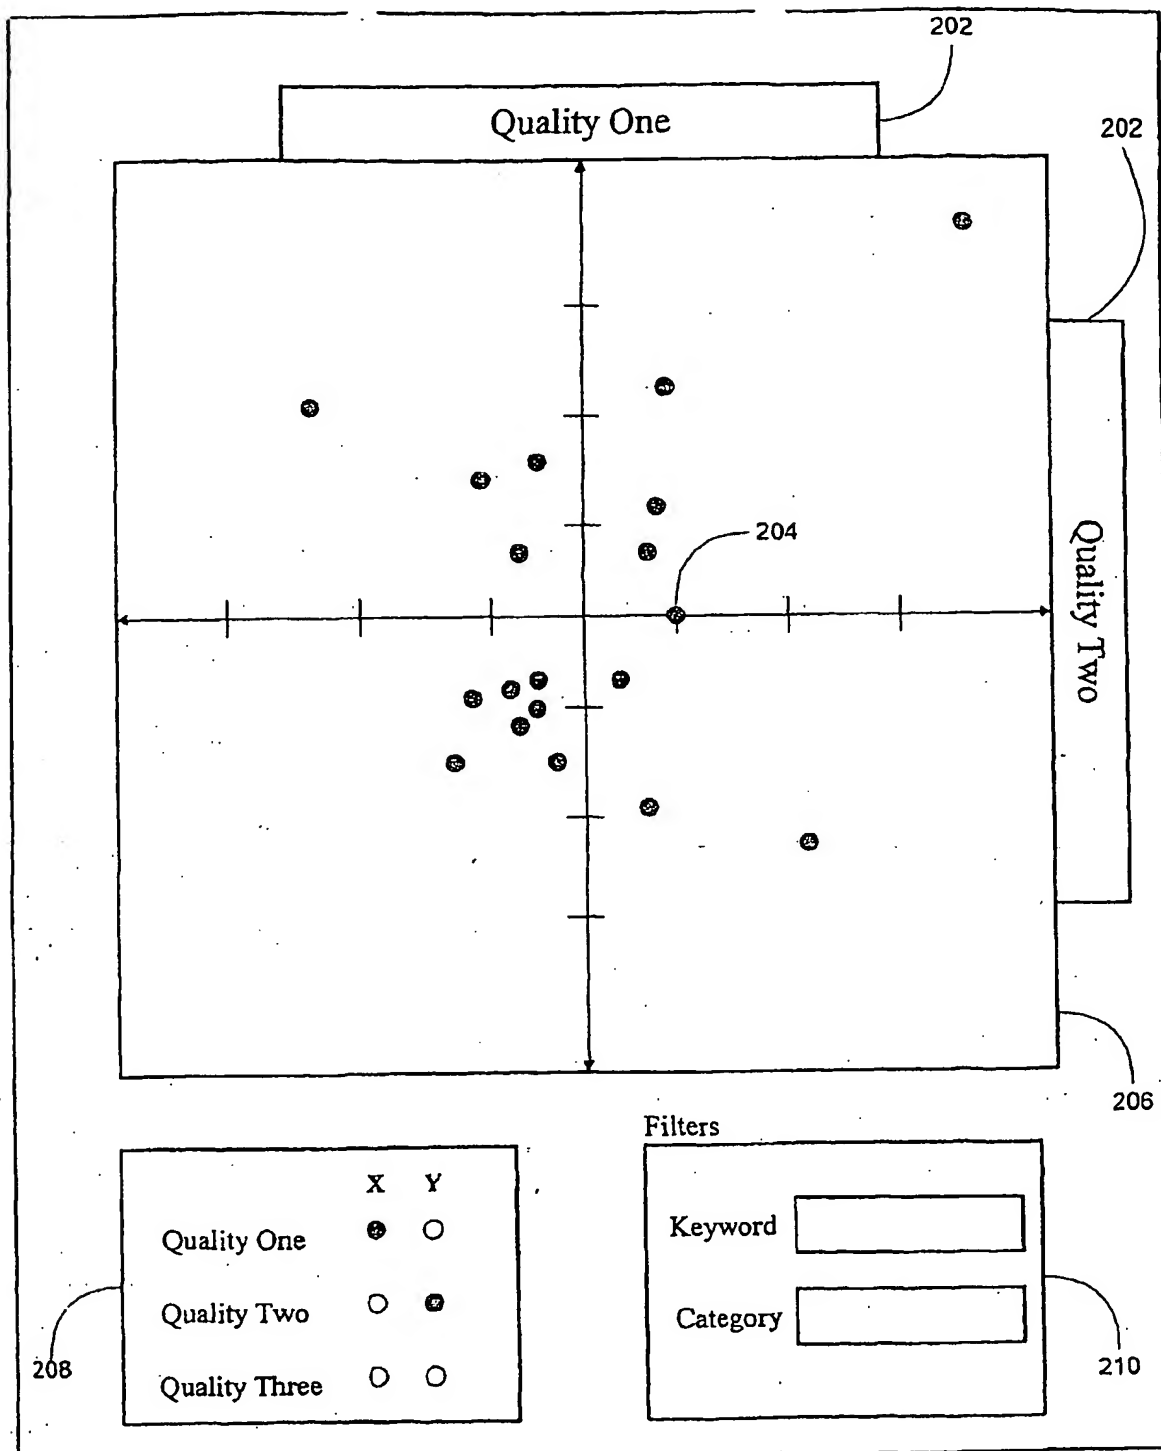 202
Quality One
202
204
Quality Two
206
Filters
X Y
Quality One
Keyword
Quality Two
Category
208
210
Quality Three